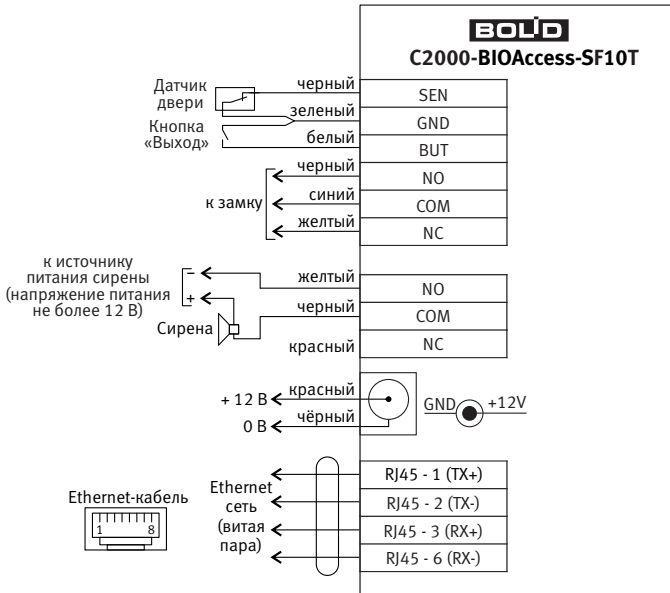 BOLID
C2000-BIOAccess-SF10T
Датчик
двери
черный
SEN
зеленый
GND
Кнопка
«Выход»
белый
BUT
черный
NO
к замку
синий
COM
желтый
NC
к источнику
питания сирены
(напряжение питания
не более 12 В)
–
+
желтый
NO
черный
COM
Сирена
красный
NC
+ 12 В
красный
0 В
чёрный
GND
+12V
Ethernet-кабель
1 8
Ethernet
сеть
(витая
пара)
RJ45 - 1 (TX+)
RJ45 - 2 (TX-)
RJ45 - 3 (RX+)
RJ45 - 6 (RX-)